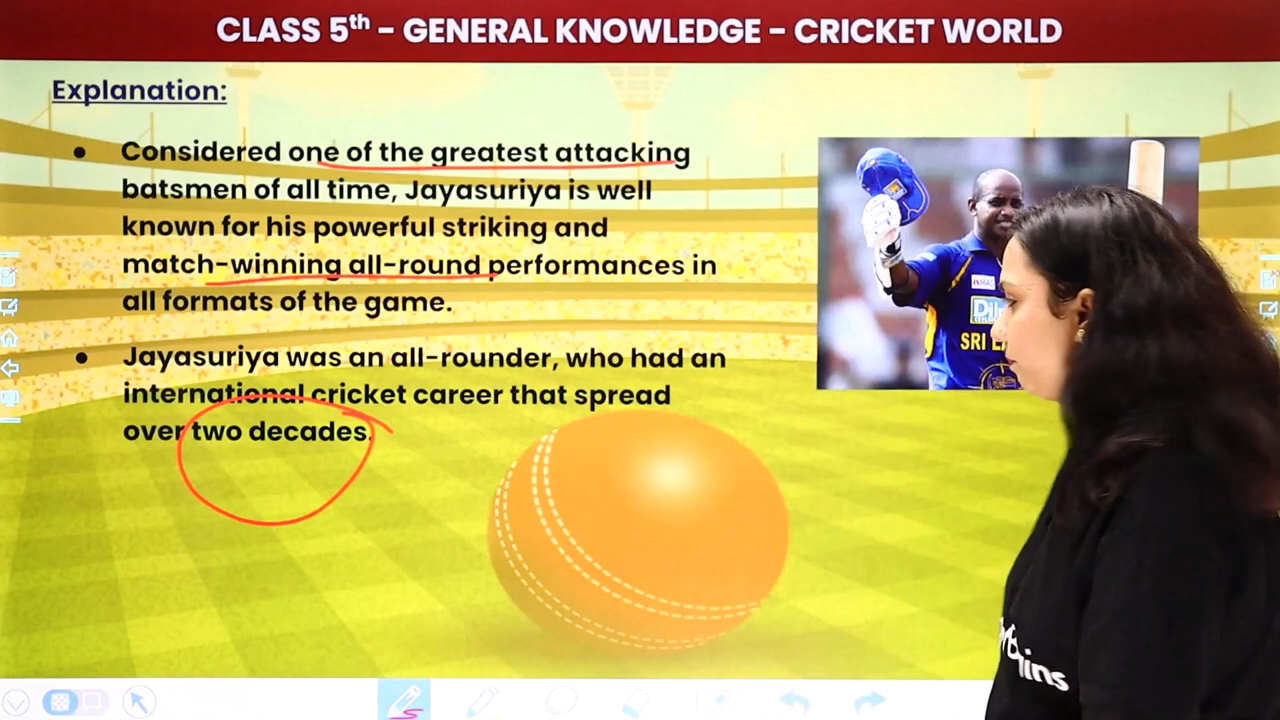 CLASS 5th – GENERAL KNOWLEDGE – CRICKET WORLD
Explanation:
• Considered one of the greatest attacking
batsmen of all time, Jayasuriya is well
known for his powerful striking and
match-winning all-round performances in
all formats of the game.
• Jayasuriya was an all-rounder, who had an
international cricket career that spread
over two decades.